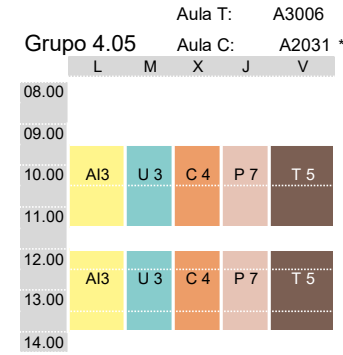 Aula T: A3006
Grupo 4.05 Aula C: A2031 *
L M X J V
08.00
09.00
10.00 AI3 U 3 C 4 P 7 T 5
11.00
12.00
AI3 U 3 C 4 P 7 T 5
13.00
14.00